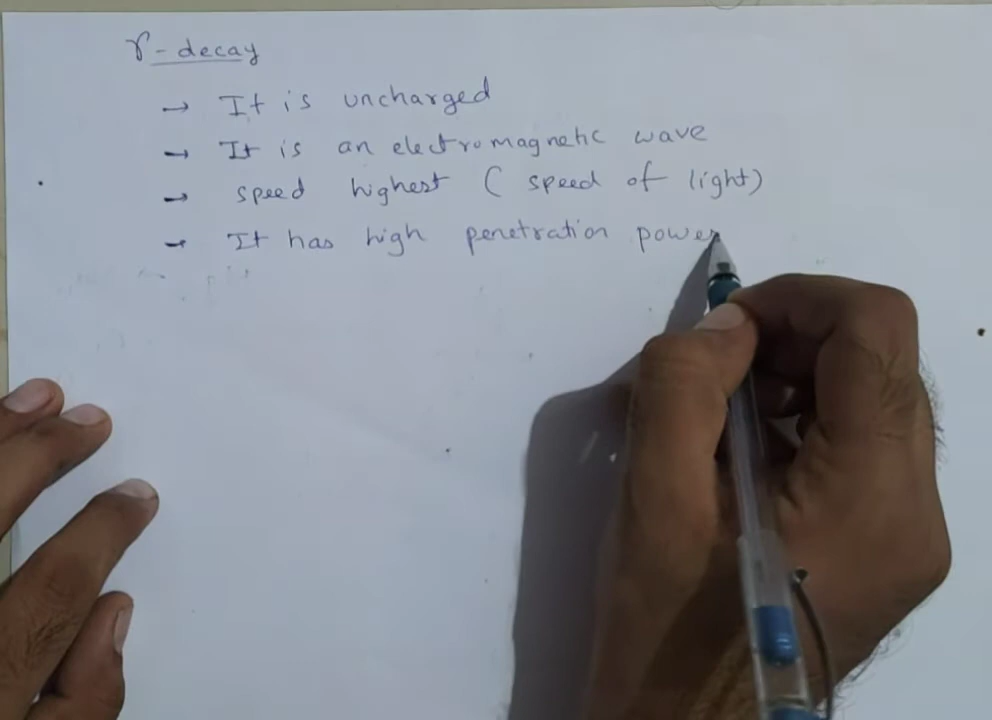 γ-decay
→ It is uncharged
→ It is an electromagnetic wave
→ speed highest ( speed of light)
→ It has high penetration power